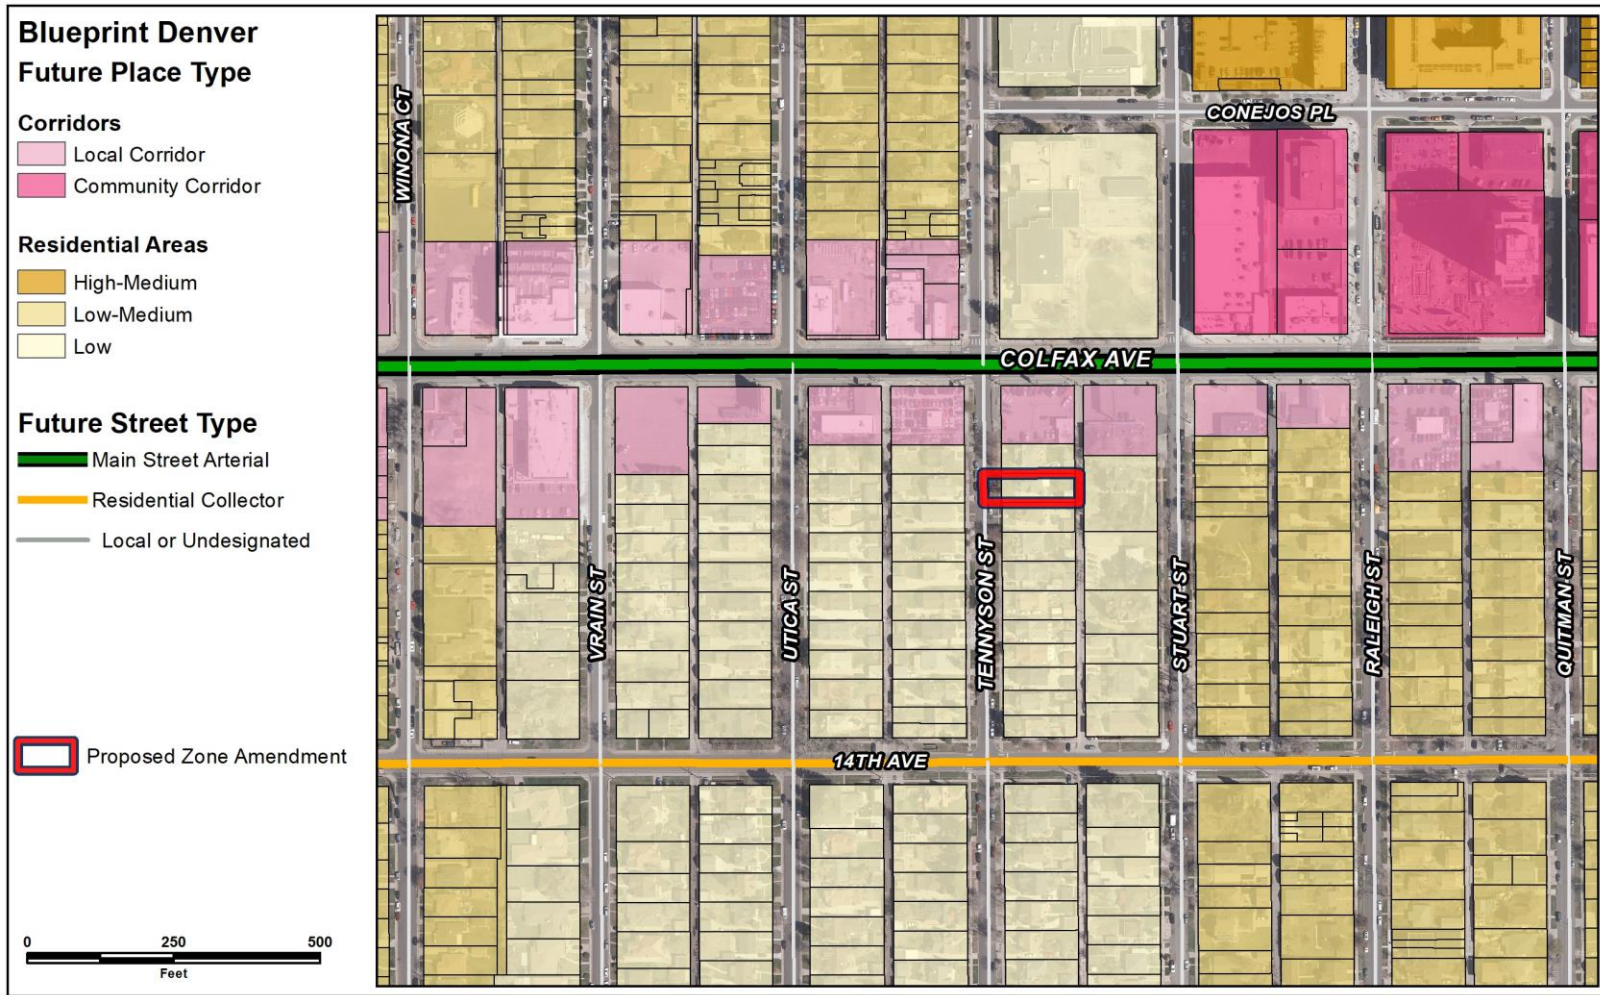 Blueprint Denver
Future Place Type
Corridors
Local Corridor
Community Corridor
Residential Areas
High-Medium
Low-Medium
Low
Future Street Type
Main Street Arterial
Residential Collector
Local or Undesignated
Proposed Zone Amendment
0 250 500
Feet
CONEJOS PL
WINONA CT
COLFAX AVE
VRAIN ST
UTICA ST
TENNYSON ST
STUART ST
RALEIGH ST
QUITMAN ST
14TH AVE